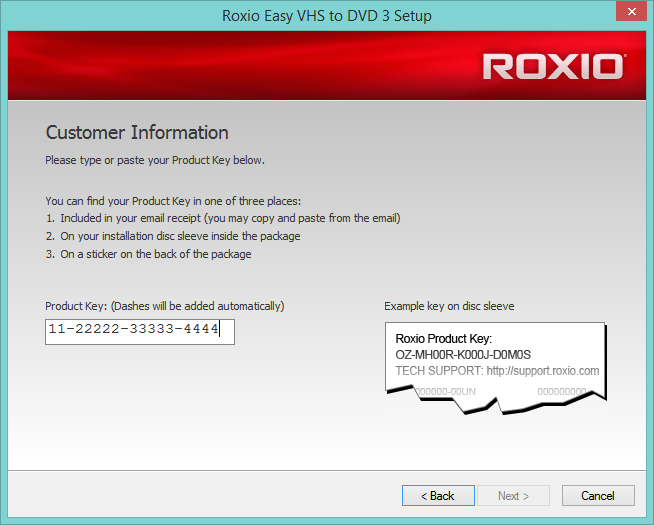 Roxio Easy VHS to DVD 3 Setup
ROXIO
Customer Information
Please type or paste your Product Key below.
You can find your Product Key in one of three places:
1. Included in your email receipt (you may copy and paste from the email)
2. On your installation disc sleeve inside the package
3. On a sticker on the back of the package
Product Key: (Dashes will be added automatically)
11-22222-33333-4444
Example key on disc sleeve
Roxio Product Key:
OZ-MH00R-K000J-D0M0S
TECH SUPPORT: http://support.roxio.com
000000-00UN 000000000
< Back
Next >
Cancel